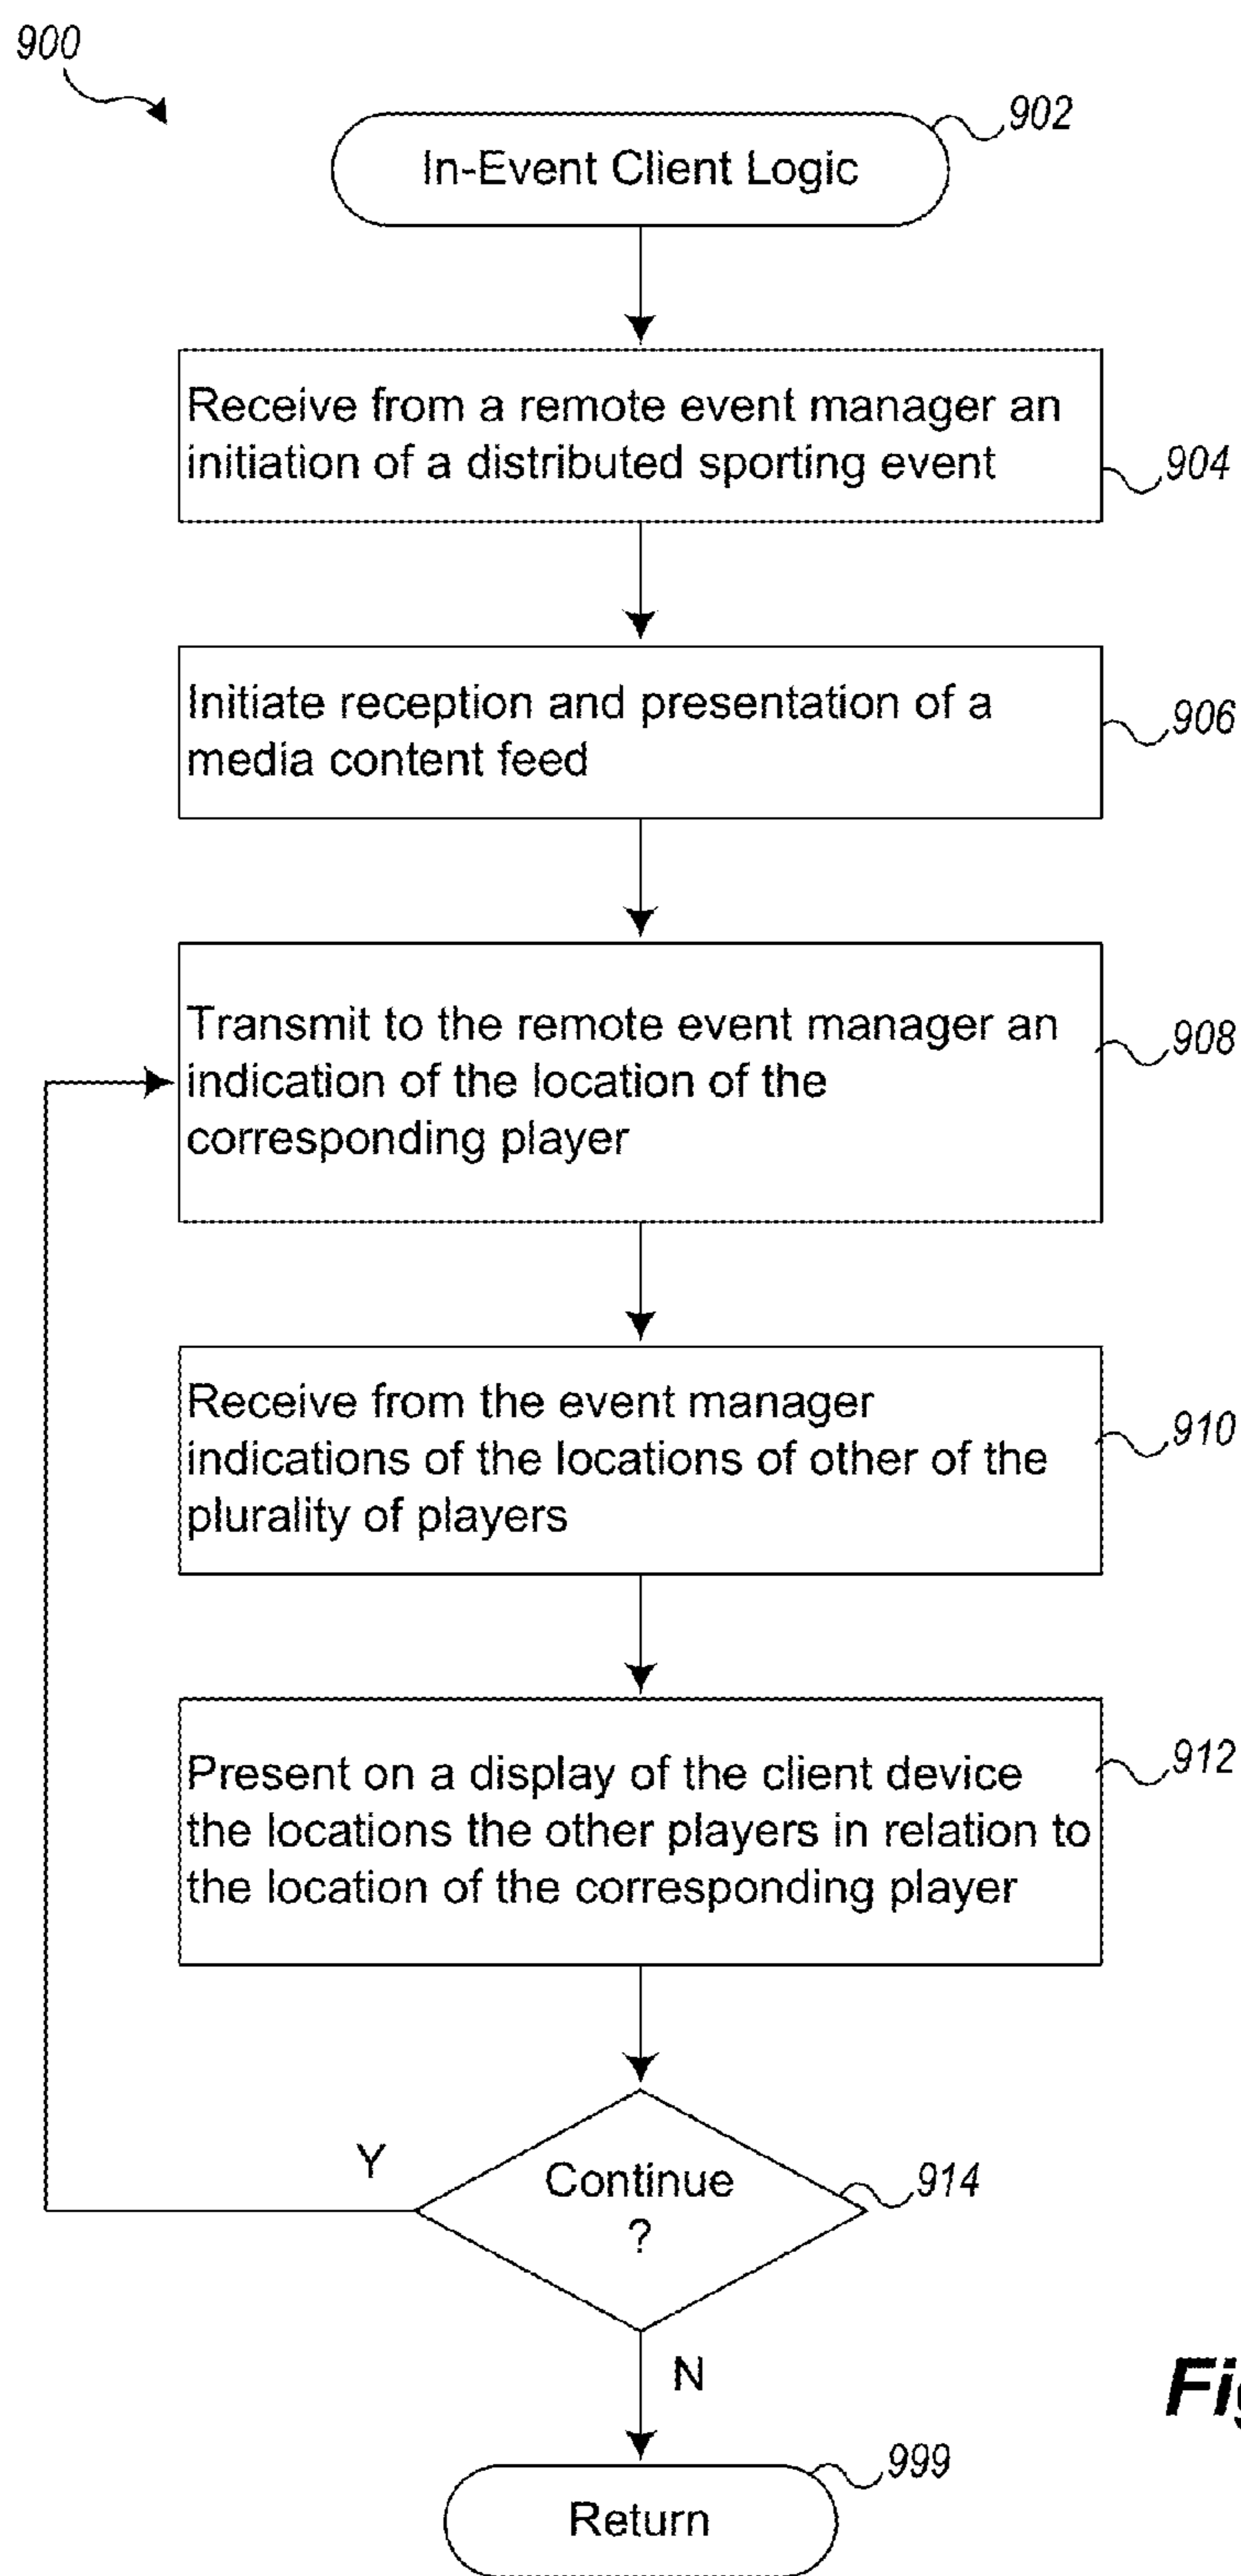 900
902
In-Event Client Logic
Receive from a remote event manager an
initiation of a distributed sporting event
904
Initiate reception and presentation of a
media content feed
906
Transmit to the remote event manager an
indication of the location of the
corresponding player
908
Receive from the event manager
indications of the locations of other of the
plurality of players
910
Present on a display of the client device
the locations the other players in relation to
the location of the corresponding player
912
Y
Continue
?
914
N
999
Return